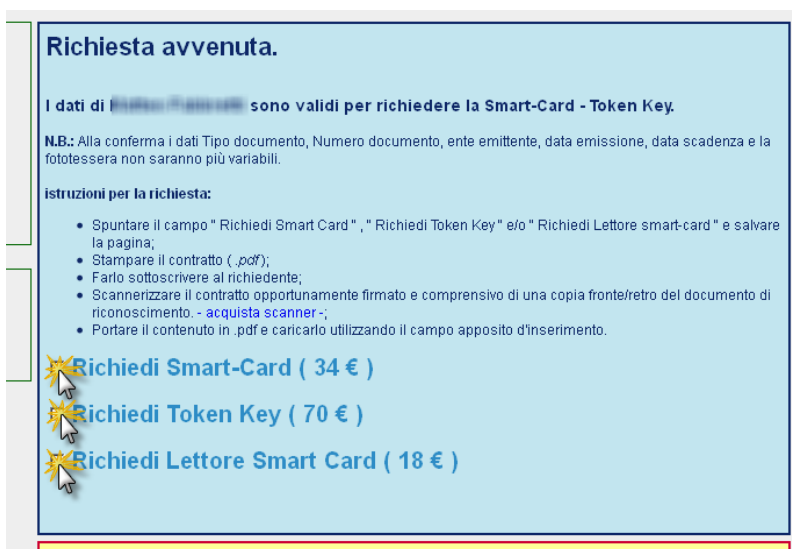 Richiesta avvenuta.
I dati di sono validi per richiedere la Smart-Card - Token Key.
N.B.: Alla conferma i dati Tipo documento, Numero documento, ente emittente, data emissione, data scadenza e la
fototessera non saranno più variabili.
istruzioni per la richiesta:
• Spuntare il campo " Richiedi Smart Card " , " Richiedi Token Key " e/o " Richiedi Lettore smart-card " e salvare
la pagina;
• Stampare il contratto ( .pdf );
• Farlo sottoscrivere al richiedente;
• Scannerizzare il contratto opportunamente firmato e comprensivo di una copia fronte/retro del documento di
riconoscimento. - acquista scanner -;
• Portare il contenuto in .pdf e caricarlo utilizzando il campo apposito d'inserimento.
Richiedi Smart-Card ( 34 € )
Richiedi Token Key ( 70 € )
Richiedi Lettore Smart Card ( 18 € )